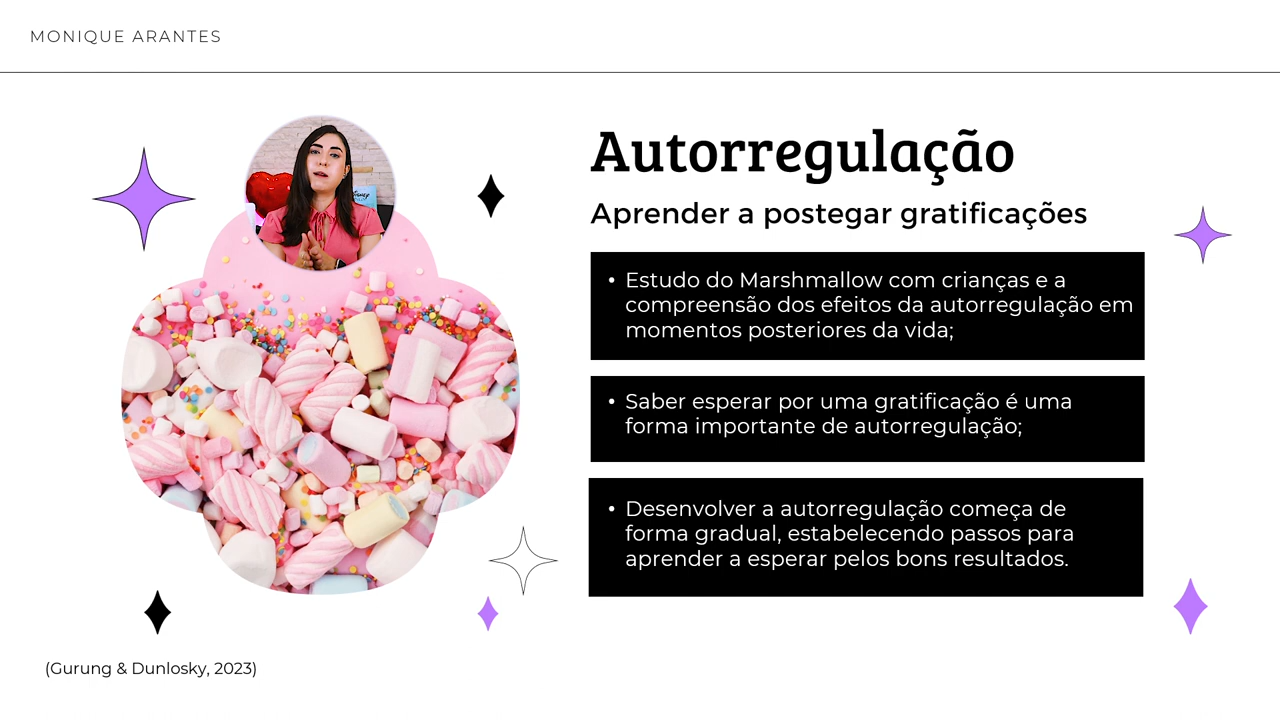 MONIQUE ARANTES
Autorregulação
Aprender a postegar gratificações
• Estudo do Marshmallow com crianças e a
compreensão dos efeitos da autorregulação em
momentos posteriores da vida;
• Saber esperar por uma gratificação é uma
forma importante de autorregulação;
• Desenvolver a autorregulação começa de
forma gradual, estabelecendo passos para
aprender a esperar pelos bons resultados.
(Gurung & Dunlosky, 2023)